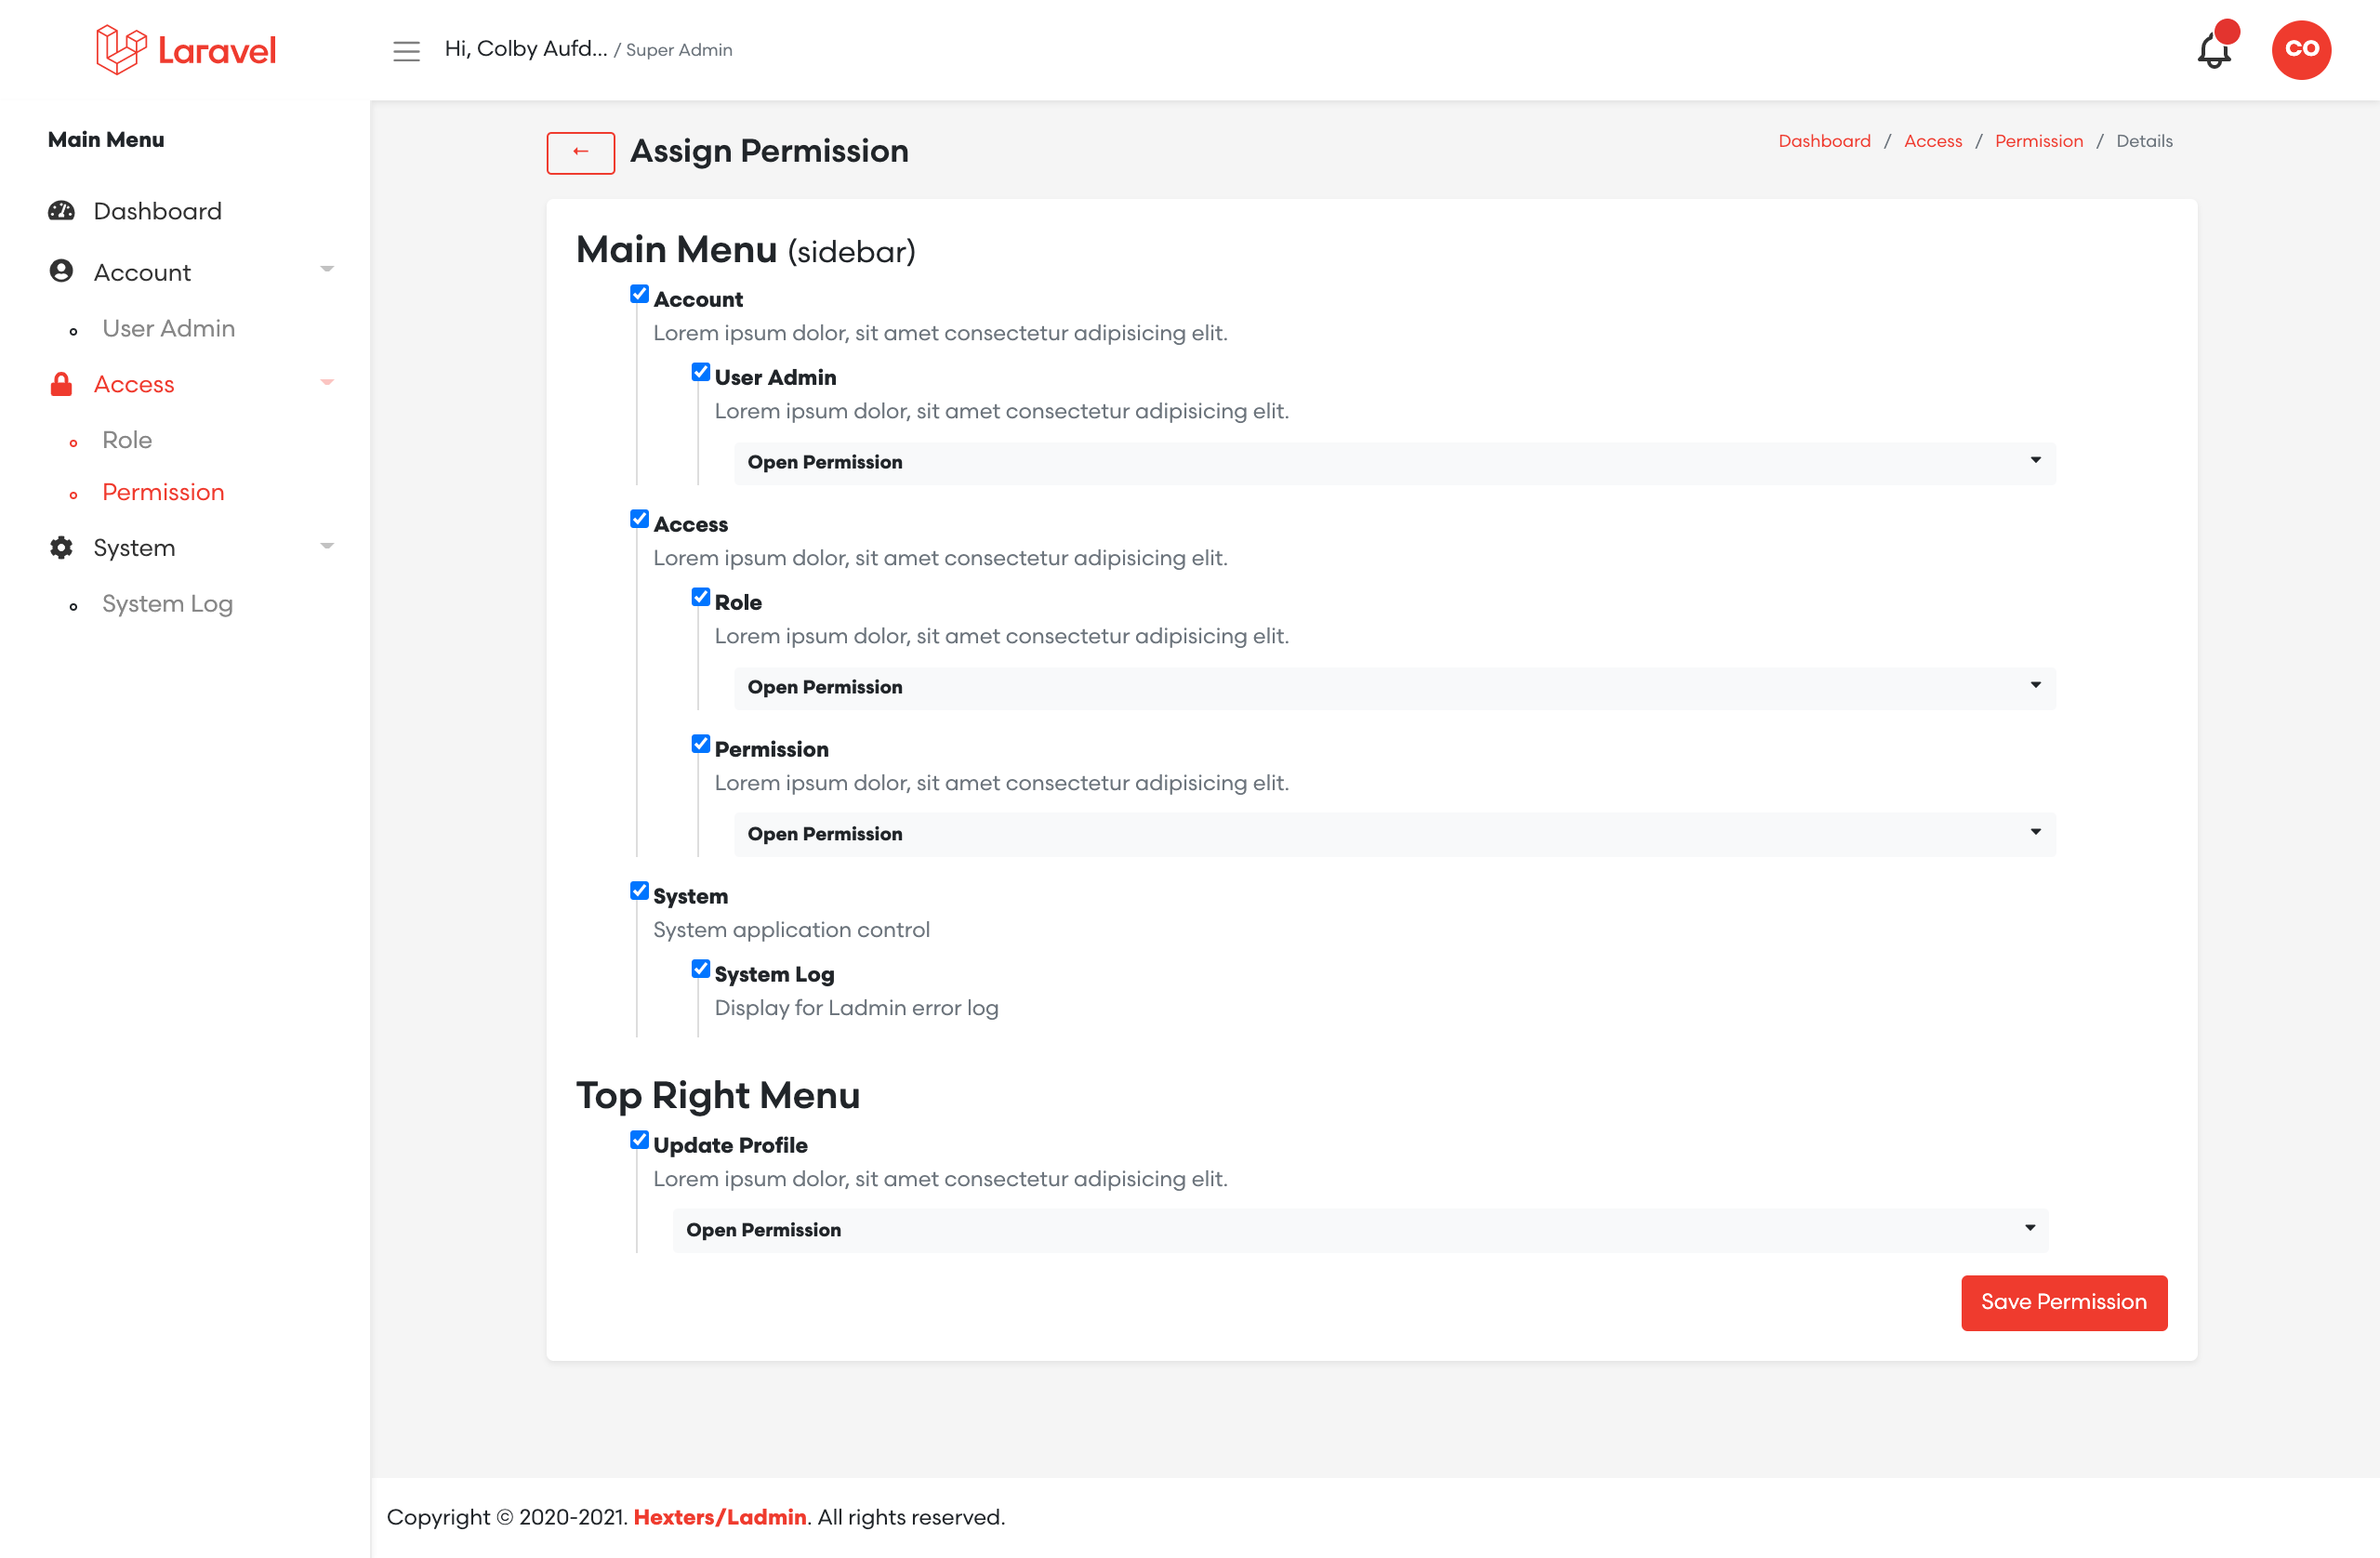 Laravel
Hi, Colby Aufd... / Super Admin
CO
Main Menu
Dashboard
Account
User Admin
Access
Role
Permission
System
System Log
← Assign Permission
Dashboard / Access / Permission / Details
Main Menu (sidebar)
Account
Lorem ipsum dolor, sit amet consectetur adipisicing elit.
User Admin
Lorem ipsum dolor, sit amet consectetur adipisicing elit.
Open Permission
Access
Lorem ipsum dolor, sit amet consectetur adipisicing elit.
Role
Lorem ipsum dolor, sit amet consectetur adipisicing elit.
Open Permission
Permission
Lorem ipsum dolor, sit amet consectetur adipisicing elit.
Open Permission
System
System application control
System Log
Display for Ladmin error log
Top Right Menu
Update Profile
Lorem ipsum dolor, sit amet consectetur adipisicing elit.
Open Permission
Save Permission
Copyright © 2020-2021. Hexters/Ladmin. All rights reserved.